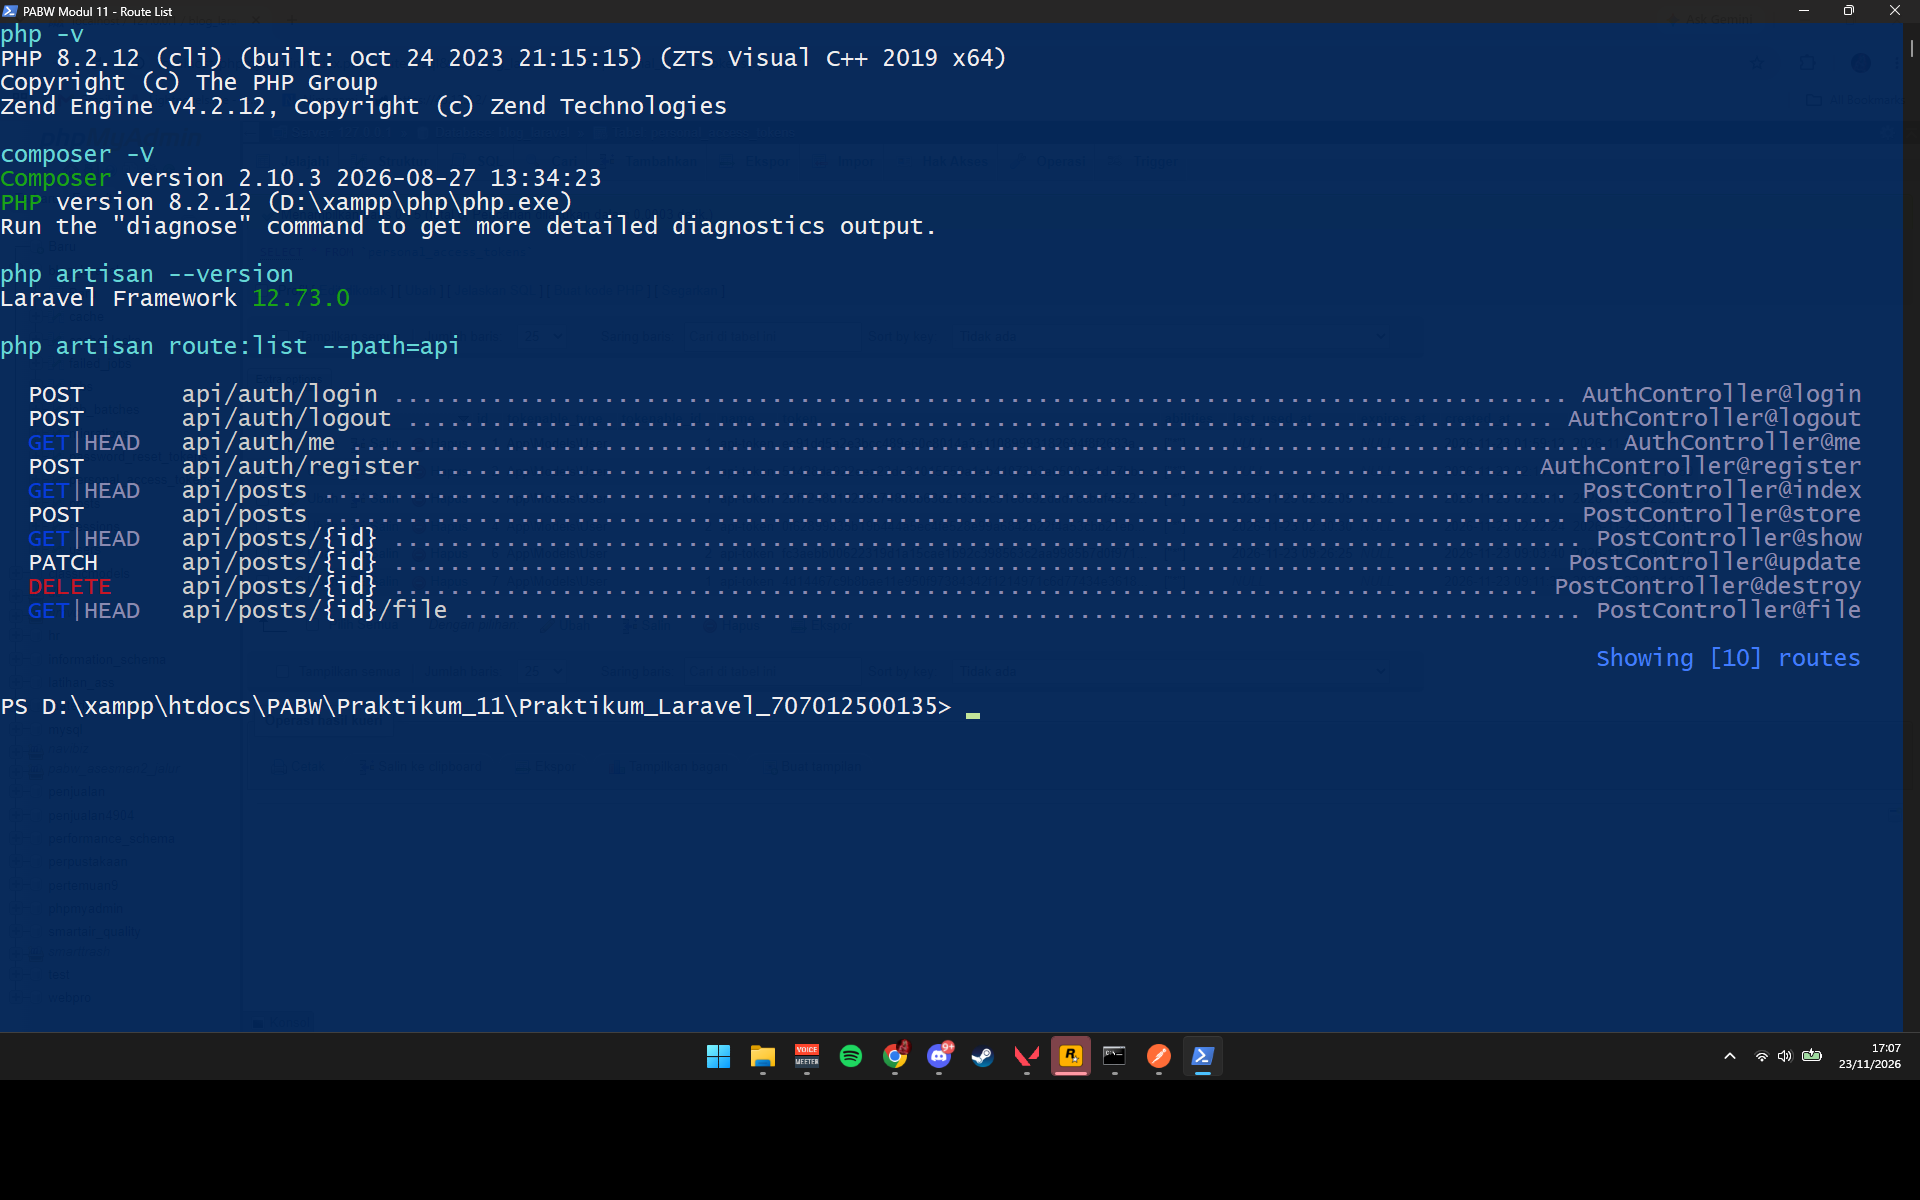 PABW Modul 11 - Route List
php -v
PHP 8.2.12 (cli) (built: Oct 24 2023 21:15:15) (ZTS Visual C++ 2019 x64)
Copyright (c) The PHP Group
Zend Engine v4.2.12, Copyright (c) Zend Technologies
composer -V
Composer version 2.10.3 2026-08-27 13:34:23
PHP version 8.2.12 (D:\xampp\php\php.exe)
Run the "diagnose" command to get more detailed diagnostics output.
php artisan --version
Laravel Framework 12.73.0
php artisan route:list --path=api
POST api/auth/login ........ AuthController@login
POST api/auth/logout ........ AuthController@logout
GET|HEAD api/auth/me ........ AuthController@me
POST api/auth/register ........ AuthController@register
GET|HEAD api/posts ........ PostController@index
POST api/posts ........ PostController@store
GET|HEAD api/posts/{id} ........ PostController@show
PATCH api/posts/{id} ........ PostController@update
DELETE api/posts/{id} ........ PostController@destroy
GET|HEAD api/posts/{id}/file ........ PostController@file
Showing [10] routes
PS D:\xampp\htdocs\PABW\Praktikum_11\Praktikum_Laravel_707012500135>
VOICE
MEETER
9+
17:07
23/11/2026